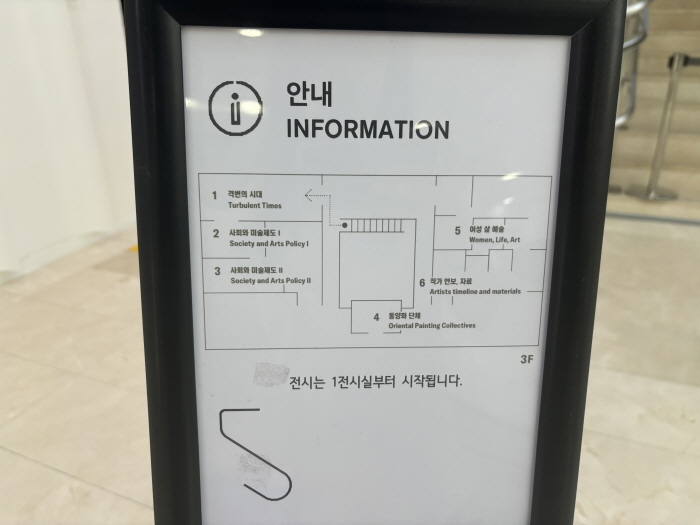 안내
INFORMATION
1 격변의 시대
Turbulent Times
2 사회와 미술제도 I
Society and Arts Policy I
3 사회와 미술제도 II
Society and Arts Policy II
4 동양화 단체
Oriental Painting Collectives
5 여성 삶 예술
Women, Life, Art
6 작가 연보, 자료
Artists timeline and materials
3F
전시는 1전시실부터 시작됩니다.